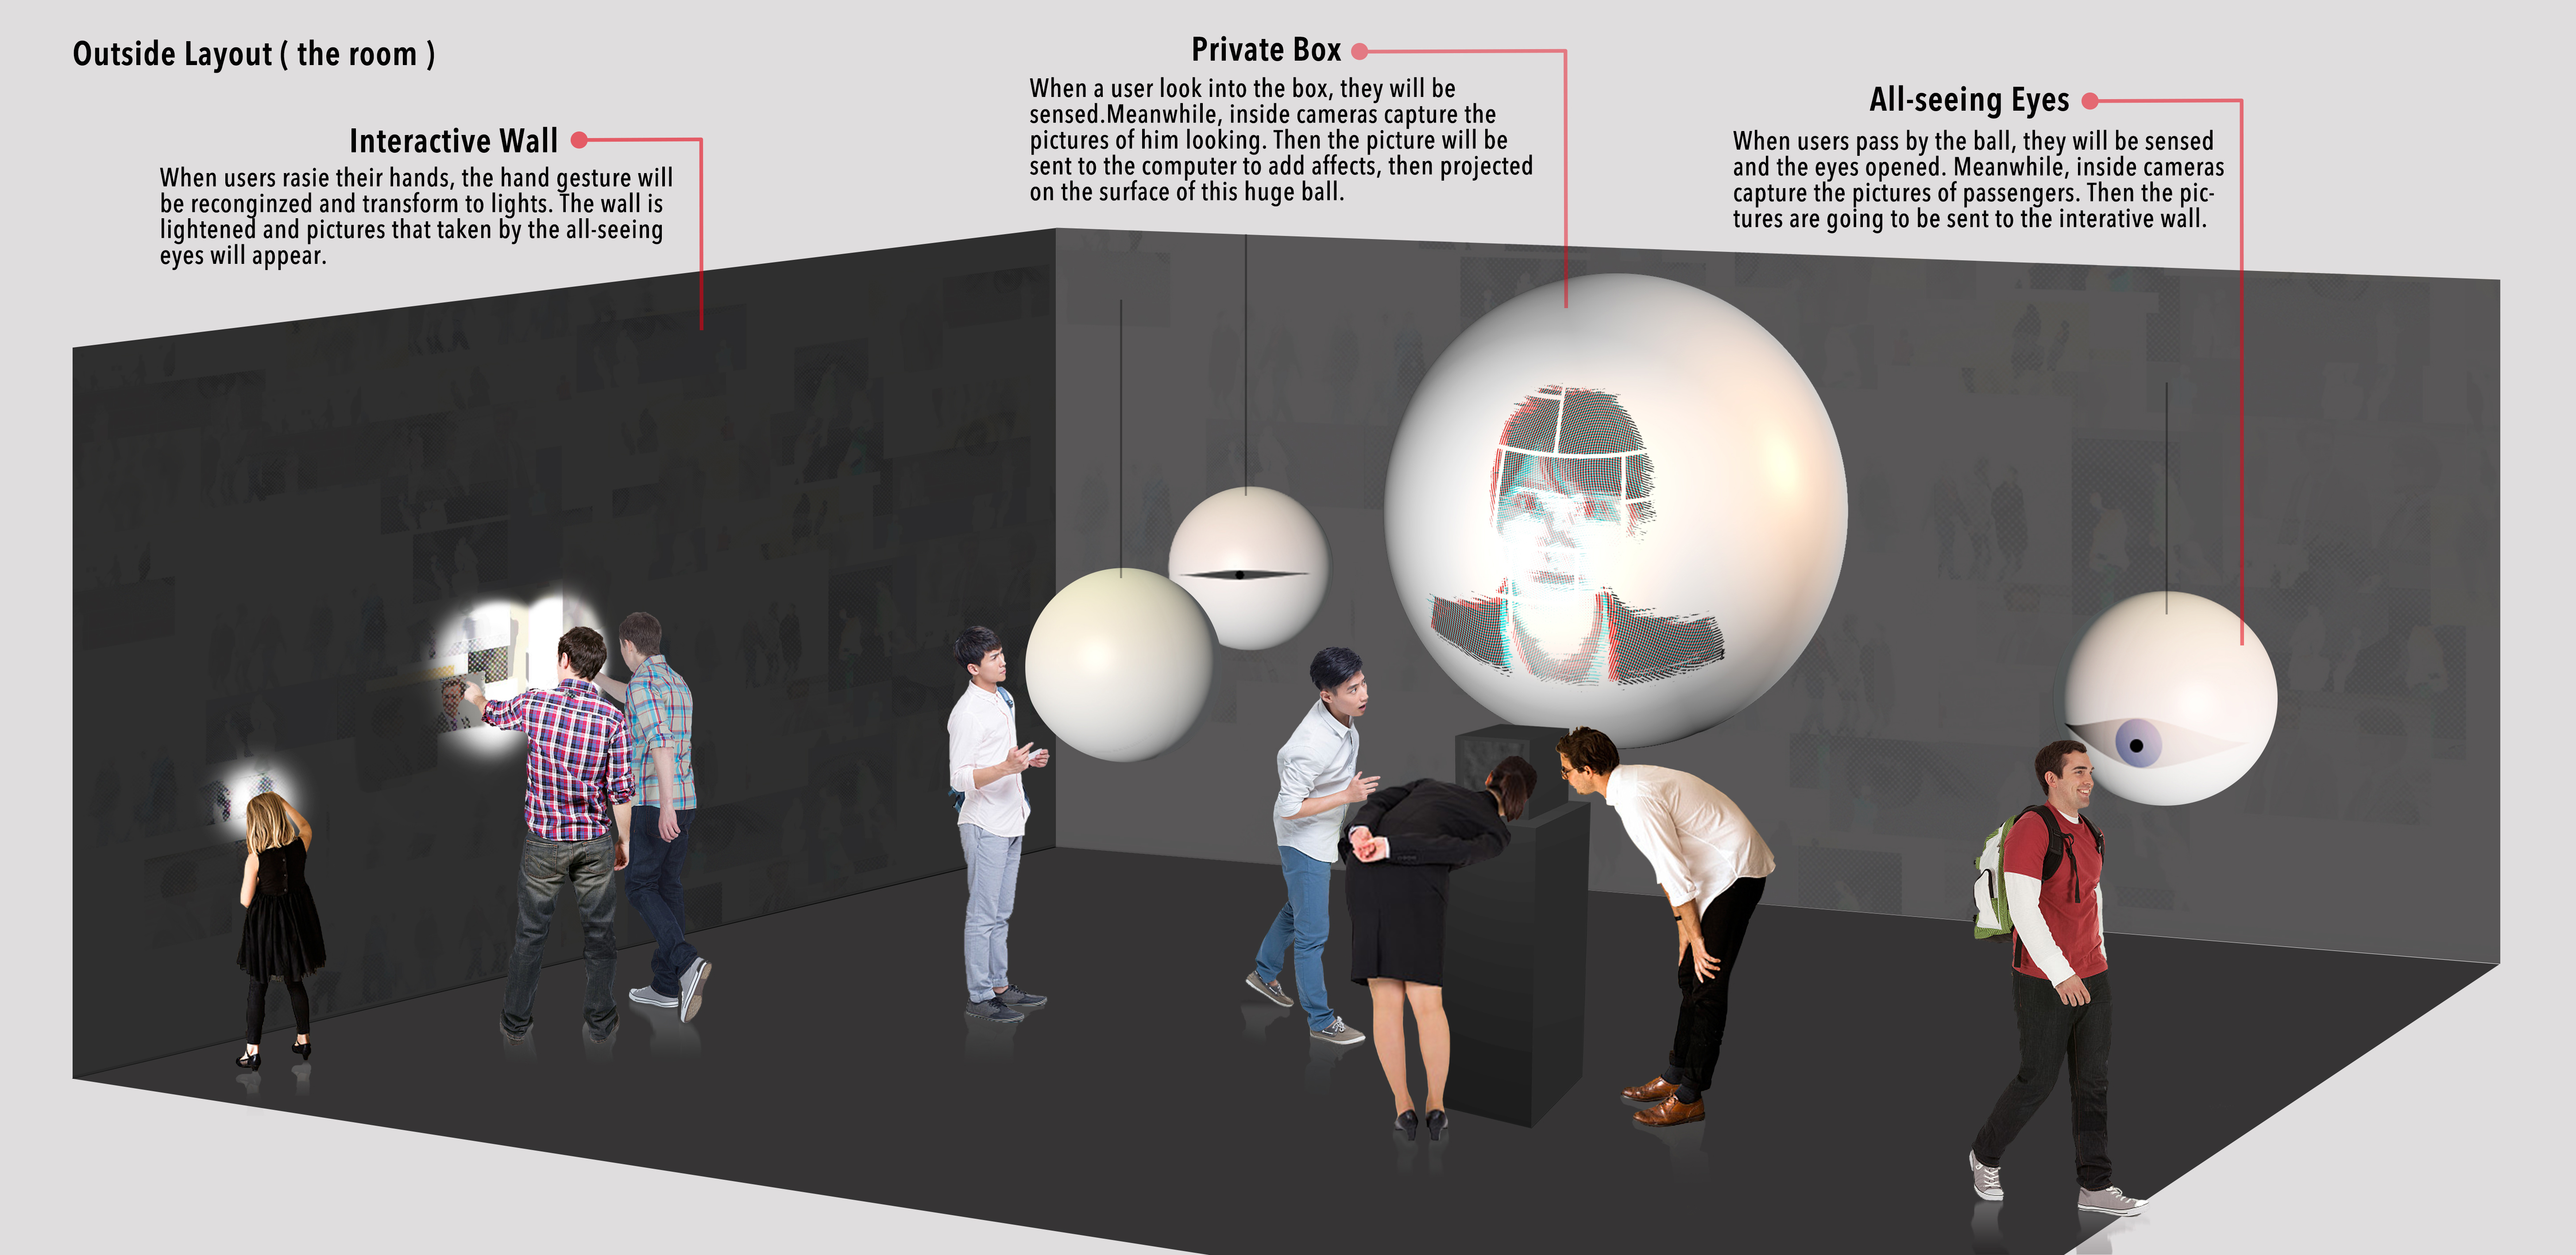 Outside Layout ( the room )
Interactive Wall
When users rasie their hands, the hand gesture will
be reconginzed and transform to lights. The wall is
lightened and pictures that taken by the all-seeing
eyes will appear.
Private Box
When a user look into the box, they will be
sensed.Meanwhile, inside cameras capture the
pictures of him looking. Then the picture will be
sent to the computer to add affects, then projected
on the surface of this huge ball.
All-seeing Eyes
When users pass by the ball, they will be sensed
and the eyes opened. Meanwhile, inside cameras
capture the pictures of passengers. Then the pic-
tures are going to be sent to the interative wall.